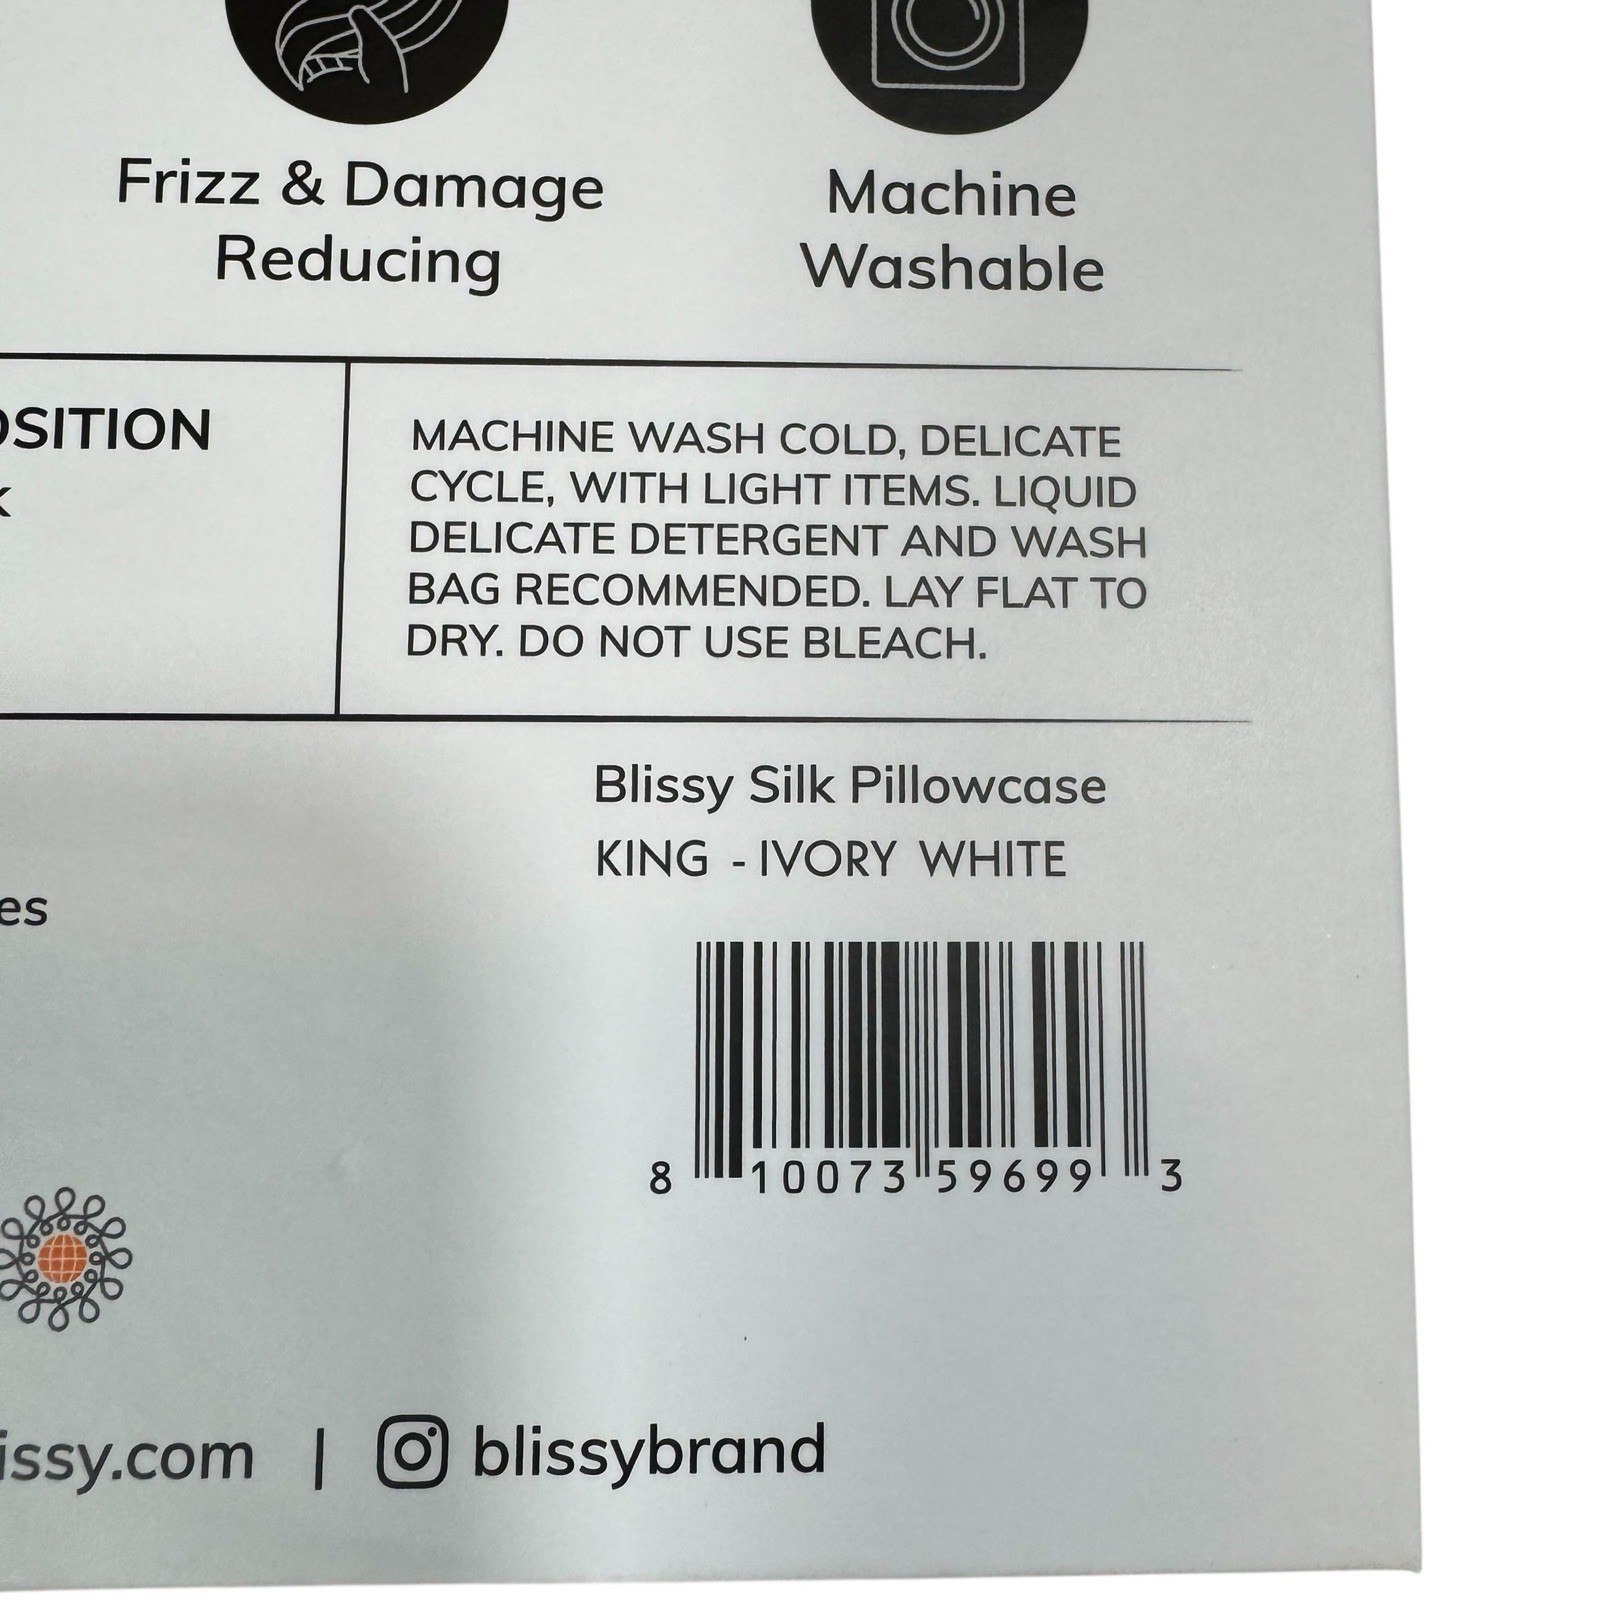 Frizz & Damage
Reducing
Machine
Washable
OSITION
k
MACHINE WASH COLD, DELICATE
CYCLE, WITH LIGHT ITEMS. LIQUID
DELICATE DETERGENT AND WASH
BAG RECOMMENDED. LAY FLAT TO
DRY. DO NOT USE BLEACH.
Blissy Silk Pillowcase
KING - IVORY WHITE
es
8 10073 59699 3
issy.com | blissybrand